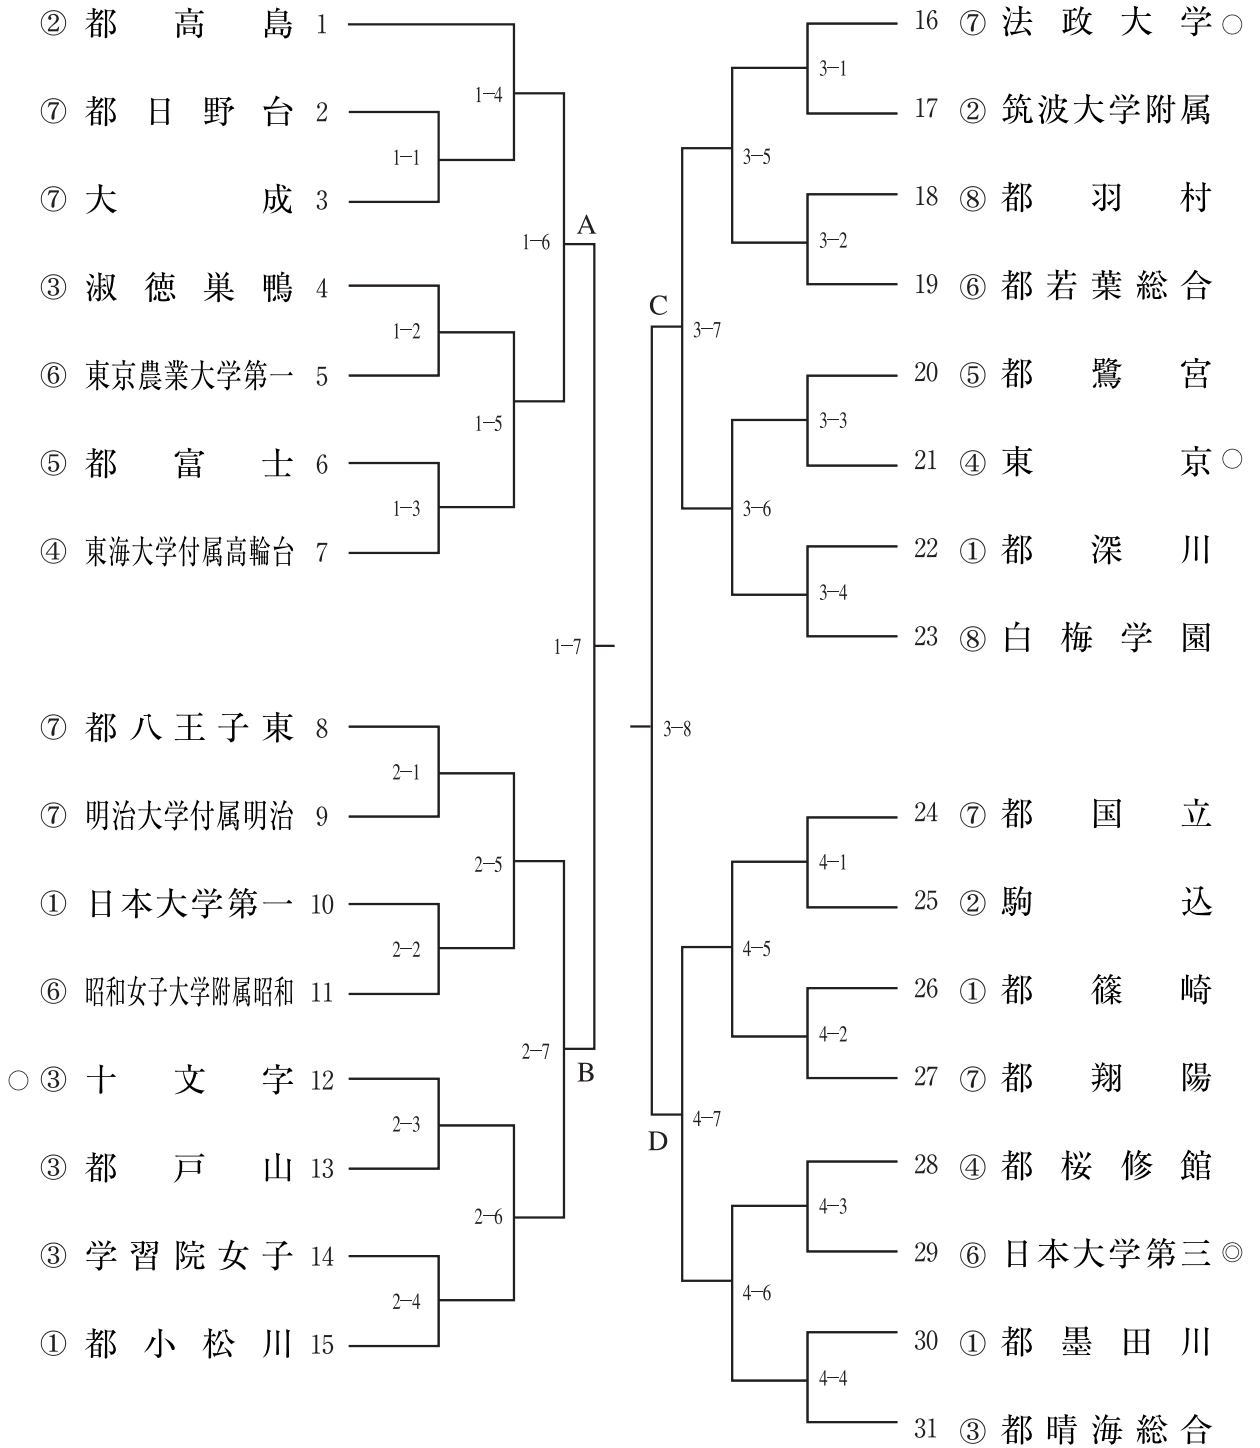 ② 都高島 1
⑦ 都日野台 2
⑦ 大成 3
③ 淑徳巣鴨 4
⑥ 東京農業大学第一 5
⑤ 都富士 6
④ 東海大学付属高輪台 7
⑦ 都八王子東 8
⑦ 明治大学付属明治 9
① 日本大学第一 10
⑥ 昭和女子大学附属昭和 11
○ ③ 十文字 12
③ 都戸山 13
③ 学習院女子 14
① 都小松川 15
1-4
1-1
1-2
1-5
1-3
1-6
A
1-7
2-1
2-5
2-2
2-3
2-6
2-4
2-7
B
C
3-7
3-8
D
4-7
3-1
3-5
3-2
3-3
3-6
3-4
4-1
4-5
4-2
4-3
4-6
4-4
16 ⑦ 法政大学 ○
17 ② 筑波大学附属
18 ⑧ 都羽村
19 ⑥ 都若葉総合
20 ⑤ 都鷺宮
21 ④ 東京 ○
22 ① 都深川
23 ⑧ 白梅学園
24 ⑦ 都国立
25 ② 駒込
26 ① 都篠崎
27 ⑦ 都翔陽
28 ④ 都桜修館
29 ⑥ 日本大学第三 ◎
30 ① 都墨田川
31 ③ 都晴海総合